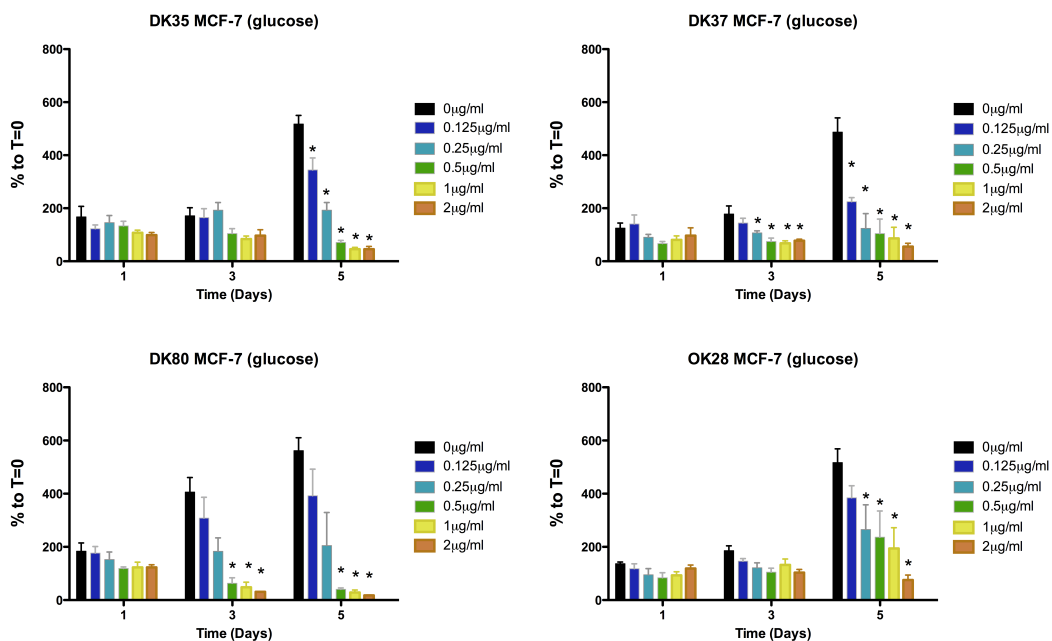 DK35 MCF-7 (glucose)
800
600
400
200
0
% to T=0
* * * * *
1 3 5
Time (Days)
0µg/ml
0.125µg/ml
0.25µg/ml
0.5µg/ml
1µg/ml
2µg/ml
DK37 MCF-7 (glucose)
800
600
400
200
0
% to T=0
* * * * * * * * *
1 3 5
Time (Days)
0µg/ml
0.125µg/ml
0.25µg/ml
0.5µg/ml
1µg/ml
2µg/ml
DK80 MCF-7 (glucose)
800
600
400
200
0
% to T=0
* * * * * *
1 3 5
Time (Days)
0µg/ml
0.125µg/ml
0.25µg/ml
0.5µg/ml
1µg/ml
2µg/ml
OK28 MCF-7 (glucose)
800
600
400
200
0
% to T=0
* * * *
1 3 5
Time (Days)
0µg/ml
0.125µg/ml
0.25µg/ml
0.5µg/ml
1µg/ml
2µg/ml